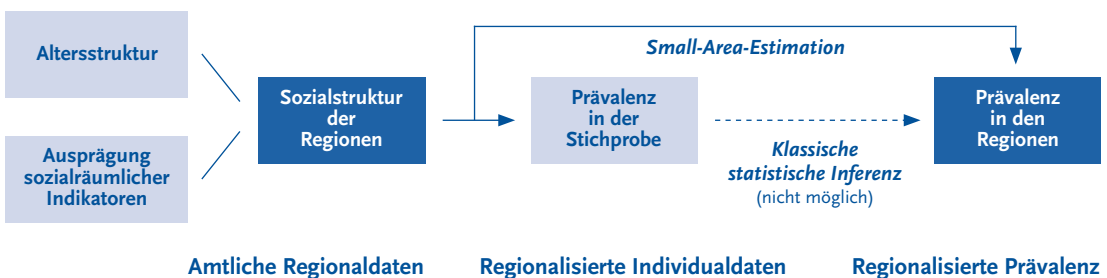 Altersstruktur
Ausprägung
sozialräumlicher
Indikatoren
Sozialstruktur
der
Regionen
Small-Area-Estimation
Prävalenz
in der
Stichprobe
Klassische
statistische Inferenz
(nicht möglich)
Prävalenz
in den
Regionen
Amtliche Regionaldaten
Regionalisierte Individualdaten
Regionalisierte Prävalenz